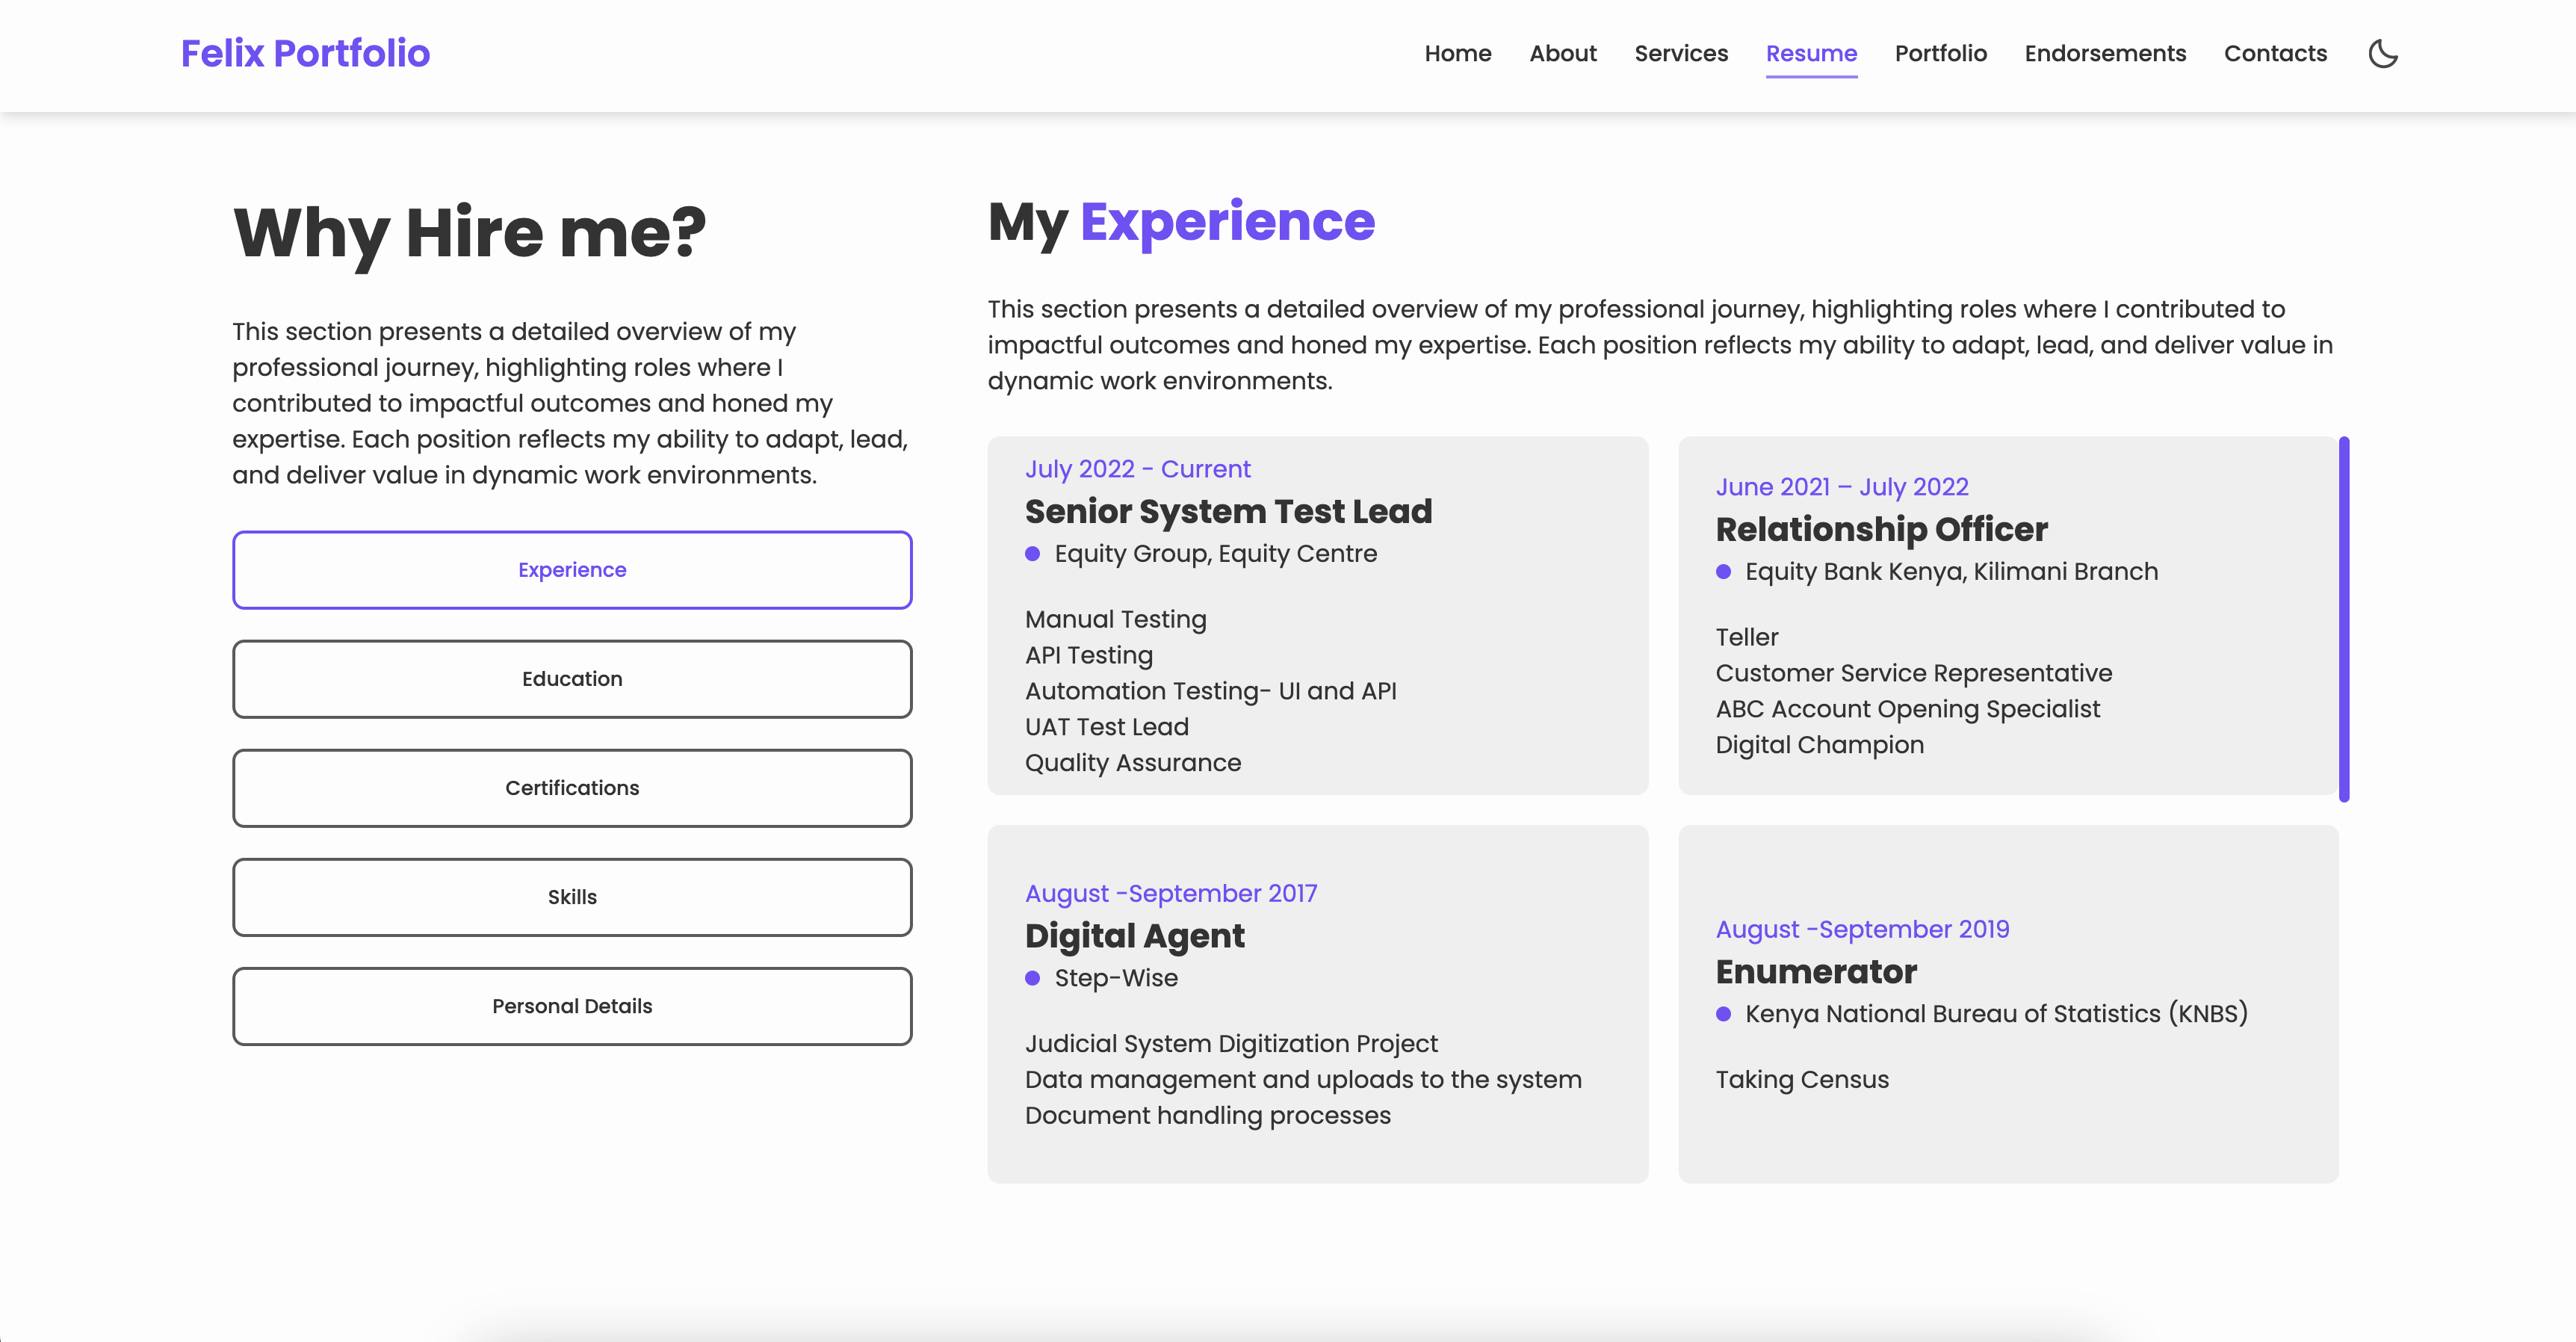 Felix Portfolio
Home About Services Resume Portfolio Endorsements Contacts
Why Hire me?
This section presents a detailed overview of my
professional journey, highlighting roles where I
contributed to impactful outcomes and honed my
expertise. Each position reflects my ability to adapt, lead,
and deliver value in dynamic work environments.
Experience
Education
Certifications
Skills
Personal Details
My Experience
This section presents a detailed overview of my professional journey, highlighting roles where I contributed to
impactful outcomes and honed my expertise. Each position reflects my ability to adapt, lead, and deliver value in
dynamic work environments.
July 2022 - Current
Senior System Test Lead
Equity Group, Equity Centre
Manual Testing
API Testing
Automation Testing- UI and API
UAT Test Lead
Quality Assurance
June 2021 – July 2022
Relationship Officer
Equity Bank Kenya, Kilimani Branch
Teller
Customer Service Representative
ABC Account Opening Specialist
Digital Champion
August -September 2017
Digital Agent
Step-Wise
Judicial System Digitization Project
Data management and uploads to the system
Document handling processes
August -September 2019
Enumerator
Kenya National Bureau of Statistics (KNBS)
Taking Census